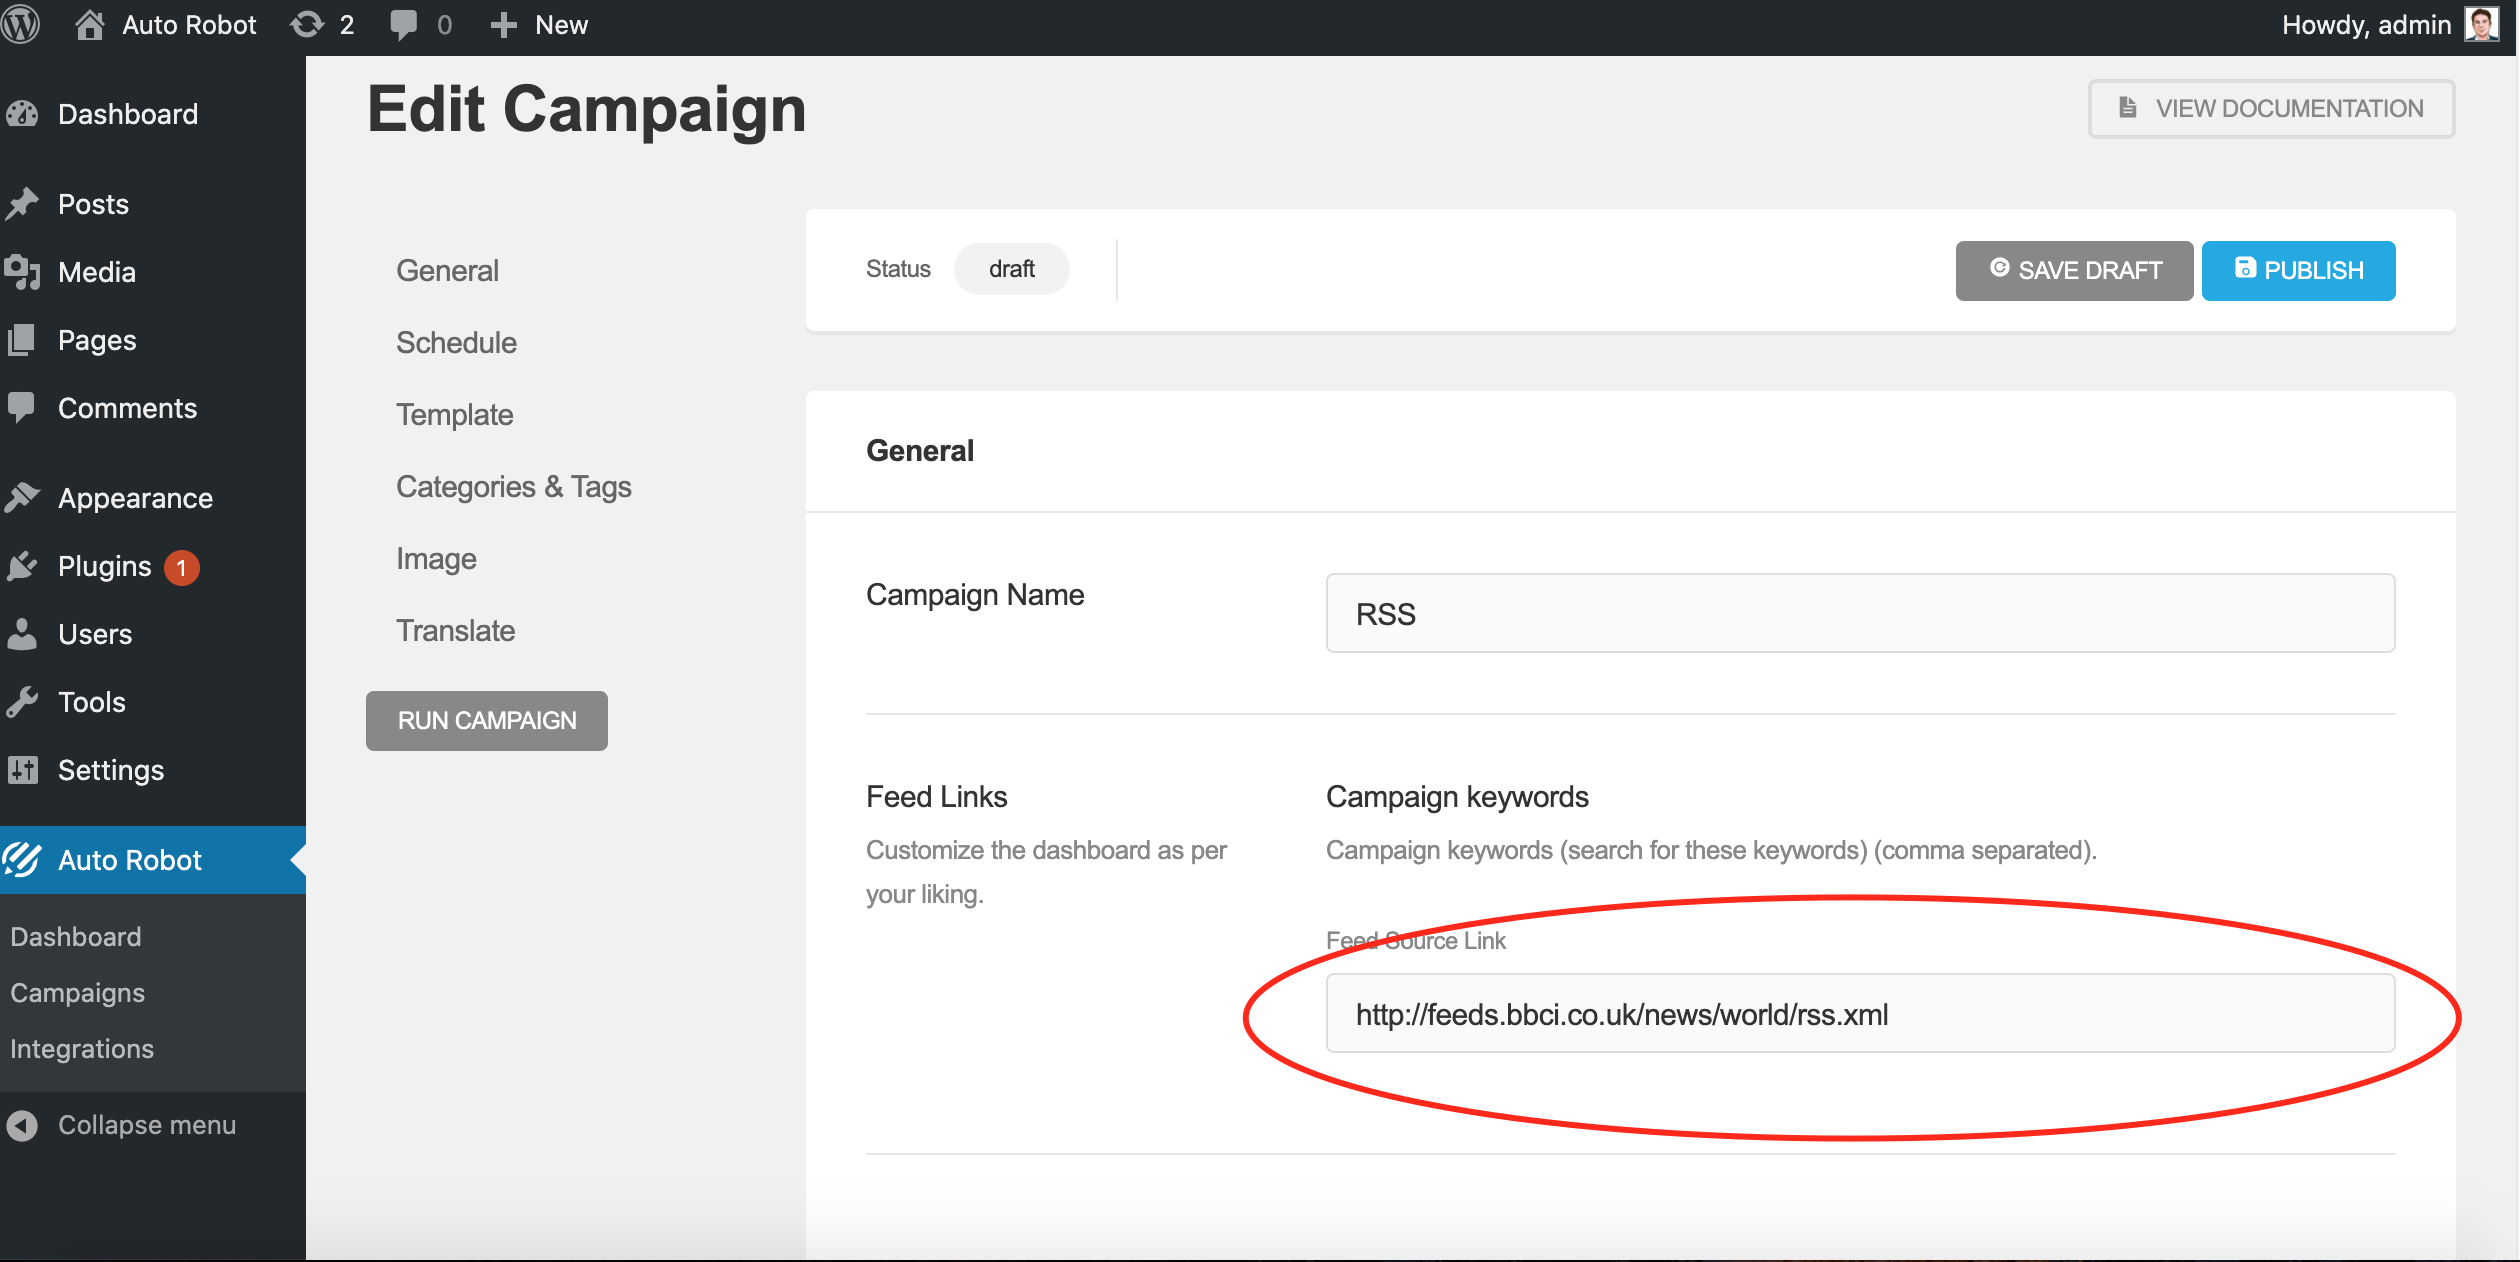 Auto Robot
2
0
New
Howdy, admin
Dashboard
Posts
Media
Pages
Comments
Appearance
Plugins 1
Users
Tools
Settings
Auto Robot
Dashboard
Campaigns
Integrations
Collapse menu
Edit Campaign
VIEW DOCUMENTATION
General
Schedule
Template
Categories & Tags
Image
Translate
RUN CAMPAIGN
Status
draft
SAVE DRAFT
PUBLISH
General
Campaign Name
RSS
Feed Links
Customize the dashboard as per
your liking.
Campaign keywords
Campaign keywords (search for these keywords) (comma separated).
Feed Source Link
http://feeds.bbci.co.uk/news/world/rss.xml